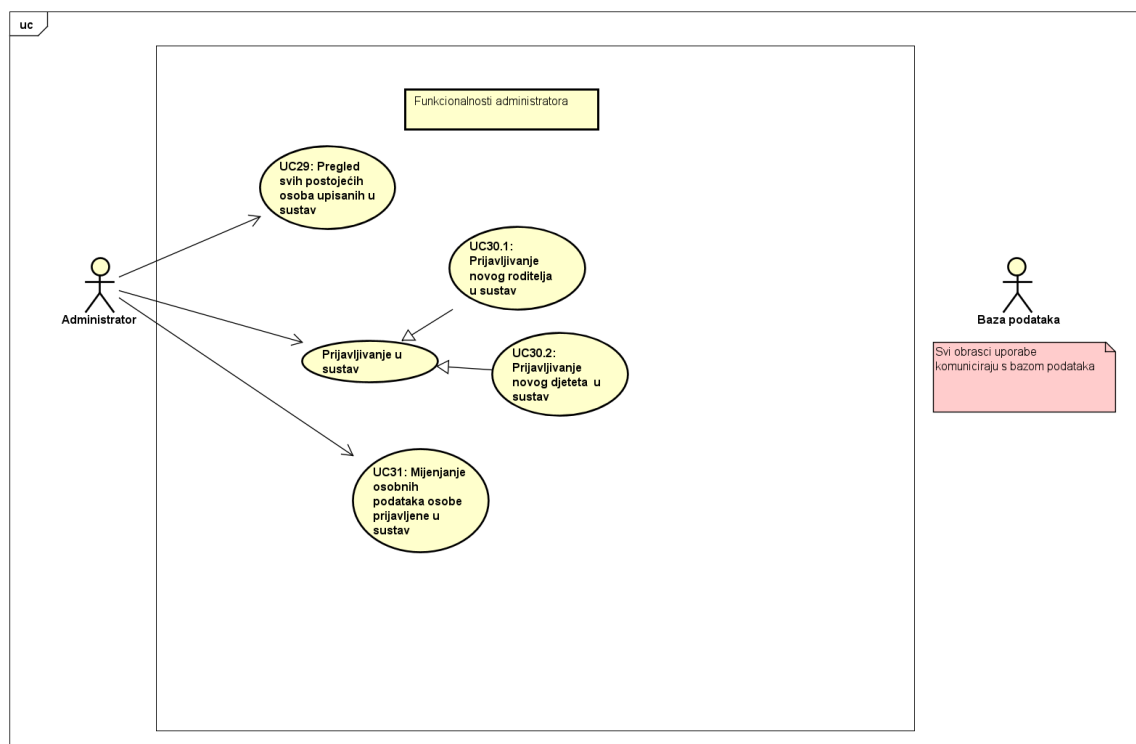 uc
Funkcionalnosti administratora
UC29: Pregled
svih postojećih
osoba upisanih u
sustav
UC30.1:
Prijavljivanje
novog roditelja
u sustav
Administrator
Baza podataka
Prijavljivanje u
sustav
UC30.2:
Prijavljivanje
novog djeteta u
sustav
Svi obrasci uporabe
komuniciraju s bazom podataka
UC31: Mijenjanje
osobnih
podataka osobe
prijavljene u
sustav